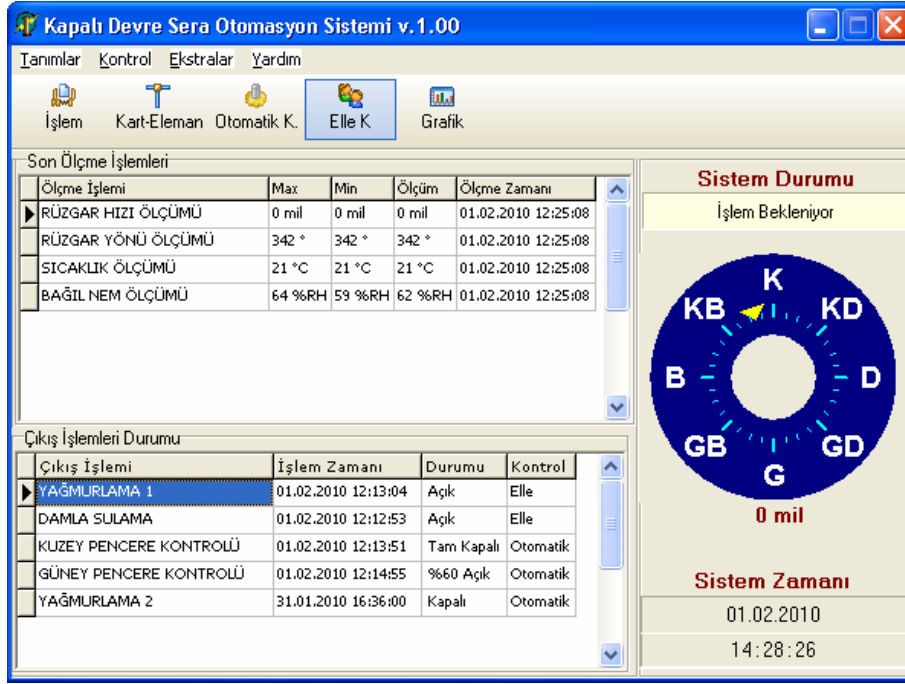 Kapalı Devre Sera Otomasyon Sistemi v.1.00
Tanımlar Kontrol Ekstralar Yardım
İşlem Kart-Eleman Otomatik K. Elle K Grafik
Son Ölçme İşlemleri
Ölçme İşlemi Max Min Ölçüm Ölçme Zamanı
RÜZGAR HIZI ÖLÇÜMÜ 0 mil 0 mil 0 mil 01.02.2010 12:25:08
RÜZGAR YÖNÜ ÖLÇÜMÜ 342 ° 342 ° 342 ° 01.02.2010 12:25:08
SICAKLIK ÖLÇÜMÜ 21 °C 21 °C 21 °C 01.02.2010 12:25:08
BAĞIL NEM ÖLÇÜMÜ 64 %RH 59 %RH 62 %RH 01.02.2010 12:25:08
Çıkış İşlemleri Durumu
Çıkış İşlemi İşlem Zamanı Durumu Kontrol
YAĞMURLAMA 1 01.02.2010 12:13:04 Açık Elle
DAMLA SULAMA 01.02.2010 12:12:53 Açık Elle
KUZEY PENCERE KONTROLÜ 01.02.2010 12:13:51 Tam Kapalı Otomatik
GÜNEY PENCERE KONTROLÜ 01.02.2010 12:14:55 %60 Açık Otomatik
YAĞMURLAMA 2 31.01.2010 16:36:00 Kapalı Otomatik
Sistem Durumu
İşlem Bekleniyor
K
KB KD
B D
GB GD
G
0 mil
Sistem Zamanı
01.02.2010
14:28:26